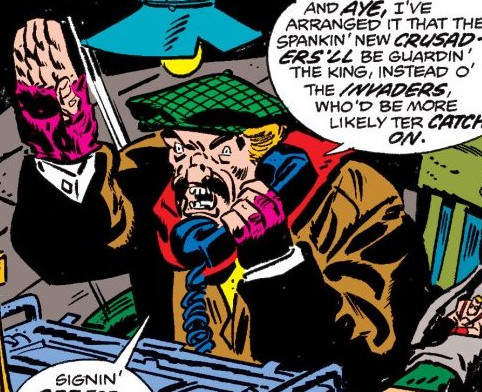 AND AYE, I'VE
ARRANGED IT THAT THE
SPANKIN' NEW CRUSAD-
ERS'LL BE GUARDIN'
THE KING, INSTEAD O'
THE INVADERS,
WHO'D BE MORE
LIKELY TER CATCH
ON.
SIGNIN'